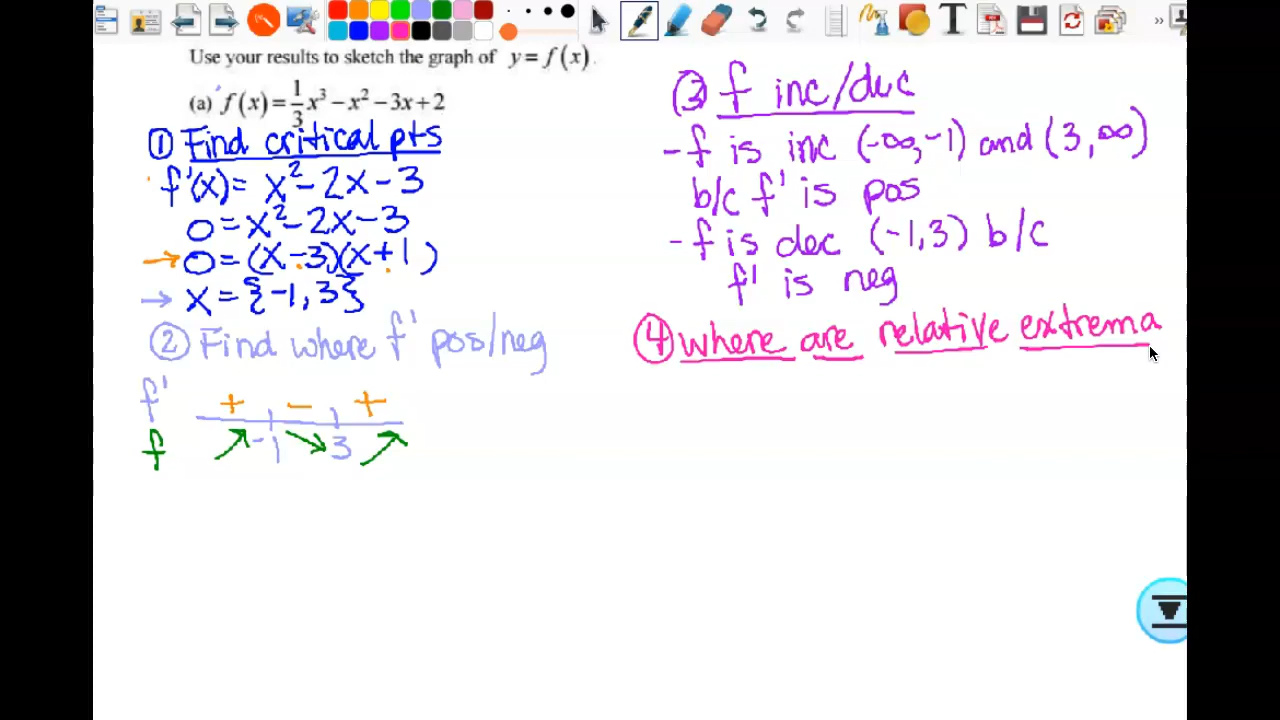 Use your results to sketch the graph of y = f(x).
(a) f(x) = 1/3 x³ − x² − 3x + 2
① Find critical pts
f'(x) = x² − 2x − 3
0 = x² − 2x − 3
→ 0 = (x − 3)(x + 1)
→ x = {−1, 3}
② Find where f' pos/neg
f' + − +
f ↗ −1 ↘ 3 ↗
③ f inc/dec
- f is inc (−∞, −1) and (3, ∞)
b/c f' is pos
- f is dec (−1, 3) b/c
f' is neg
④ where are relative extrema
T